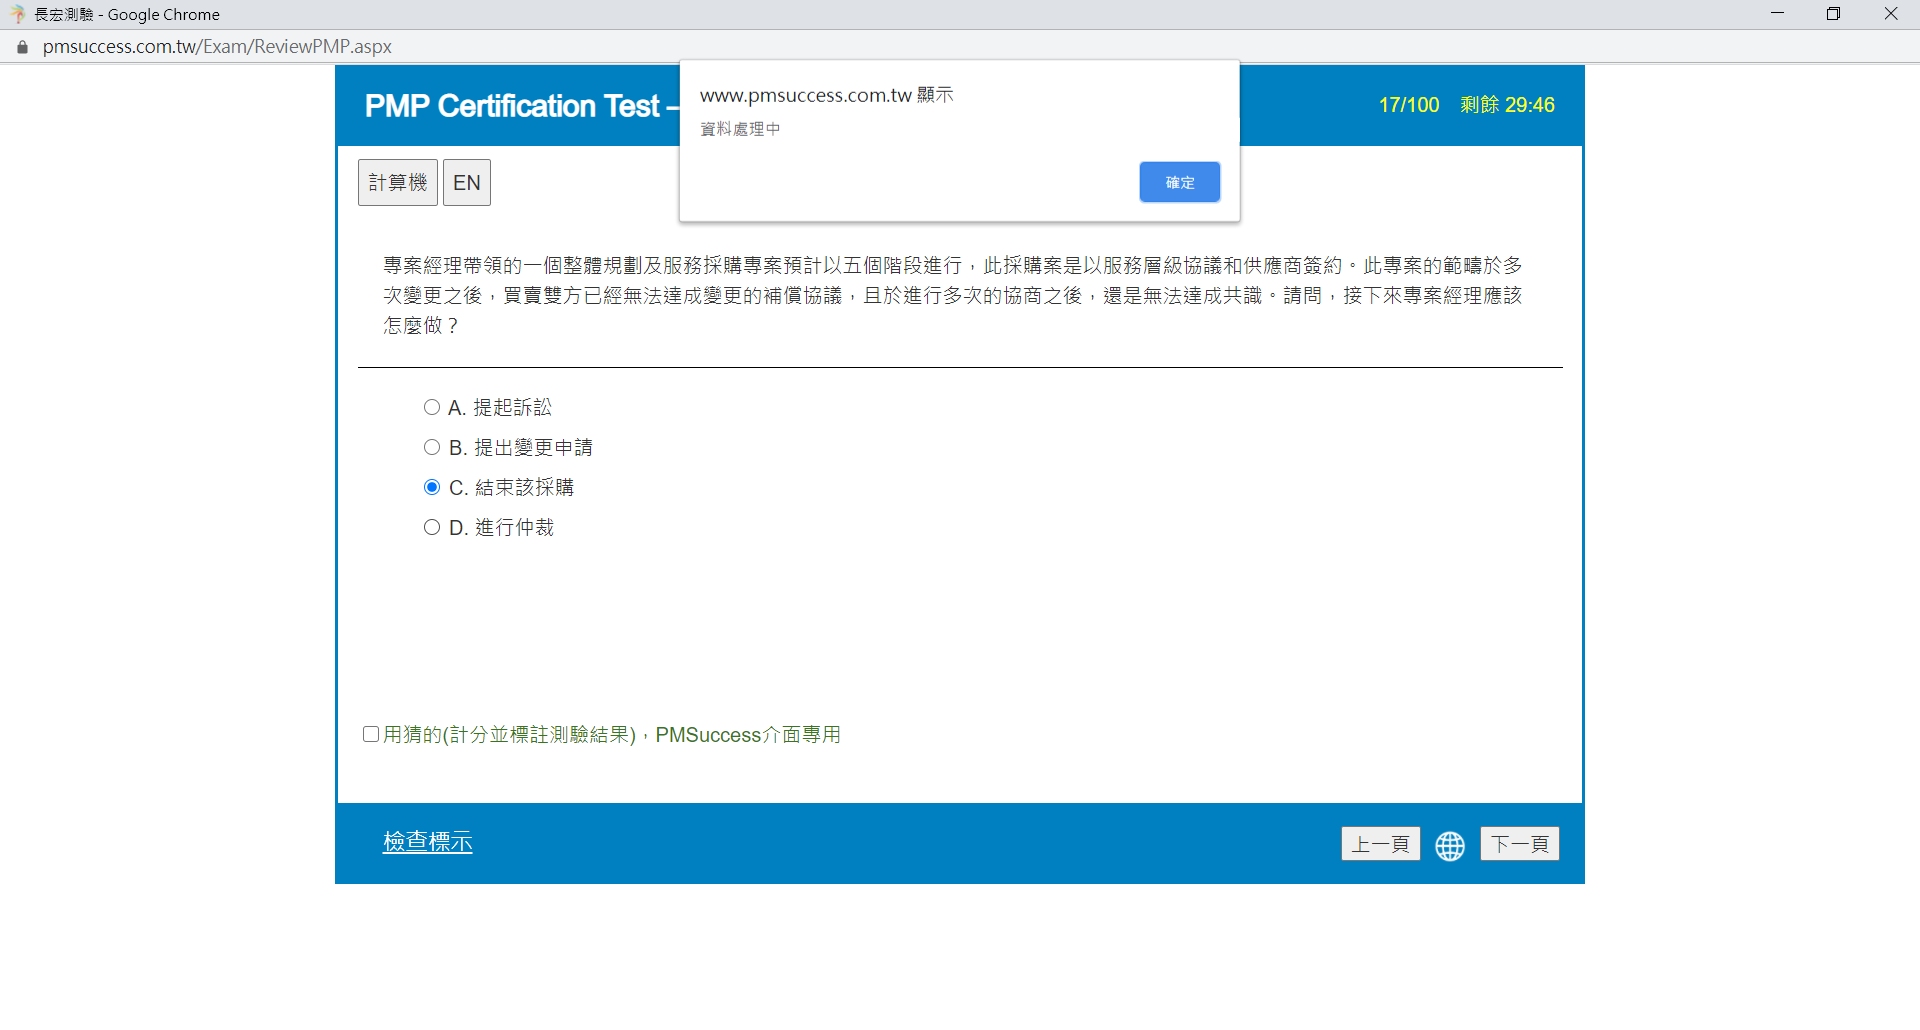 長宏測驗 - Google Chrome
pmsuccess.com.tw/Exam/ReviewPMP.aspx
www.pmsuccess.com.tw 顯示
資料處理中
確定
PMP Certification Test –
17/100 剩餘 29:46
計算機 EN
專案經理帶領的一個整體規劃及服務採購專案預計以五個階段進行，此採購案是以服務層級協議和供應商簽約。此專案的範疇於多
次變更之後，買賣雙方已經無法達成變更的補償協議，且於進行多次的協商之後，還是無法達成共識。請問，接下來專案經理應該
怎麼做？
A. 提起訴訟
B. 提出變更申請
C. 結束該採購
D. 進行仲裁
用猜的(計分並標註測驗結果)，PMSuccess介面專用
檢查標示
上一頁 下一頁